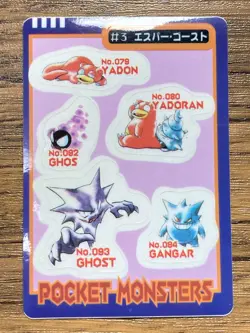 #3 エスパー・ゴースト
No.079
YADON
No.080
YADORAN
No.092
GHOS
No.093
GHOST
No.094
GANGAR
POCKET MONSTERS